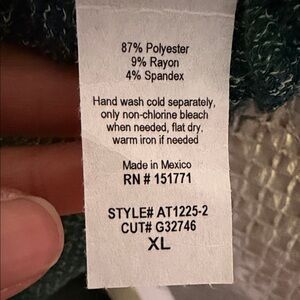 87% Polyester
9% Rayon
4% Spandex
Hand wash cold separately,
only non-chlorine bleach
when needed, flat dry,
warm iron if needed
Made in Mexico
RN # 151771
STYLE# AT1225-2
CUT# G32746
XL